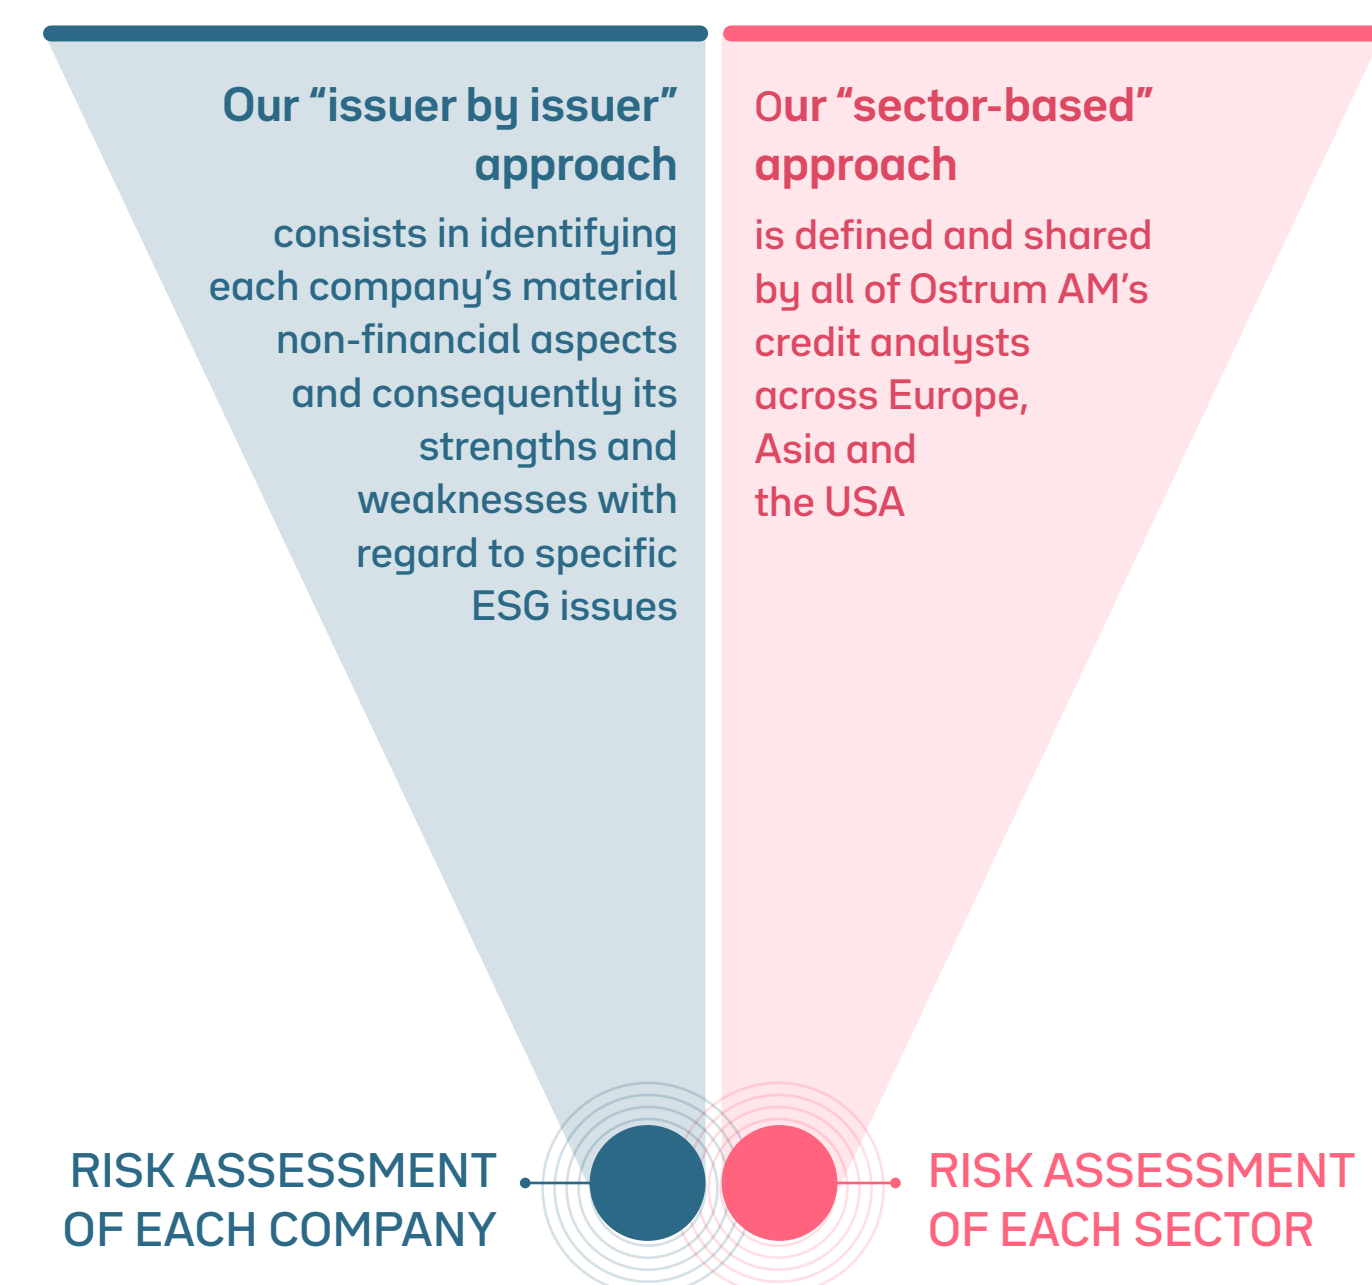 Our “issuer by issuer”
approach
consists in identifying
each company’s material
non-financial aspects
and consequently its
strengths and
weaknesses with
regard to specific
ESG issues
Our “sector-based”
approach
is defined and shared
by all of Ostrum AM’s
credit analysts
across Europe,
Asia and
the USA
RISK ASSESSMENT
OF EACH COMPANY
RISK ASSESSMENT
OF EACH SECTOR